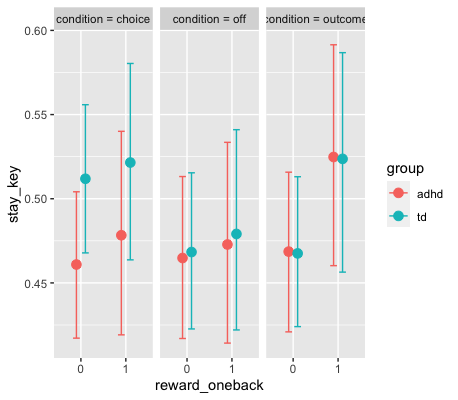 condition = choice
condition = off
condition = outcome
0.60
0.55
0.50
0.45
stay_key
0
1
0
1
0
1
reward_oneback
group
adhd
td